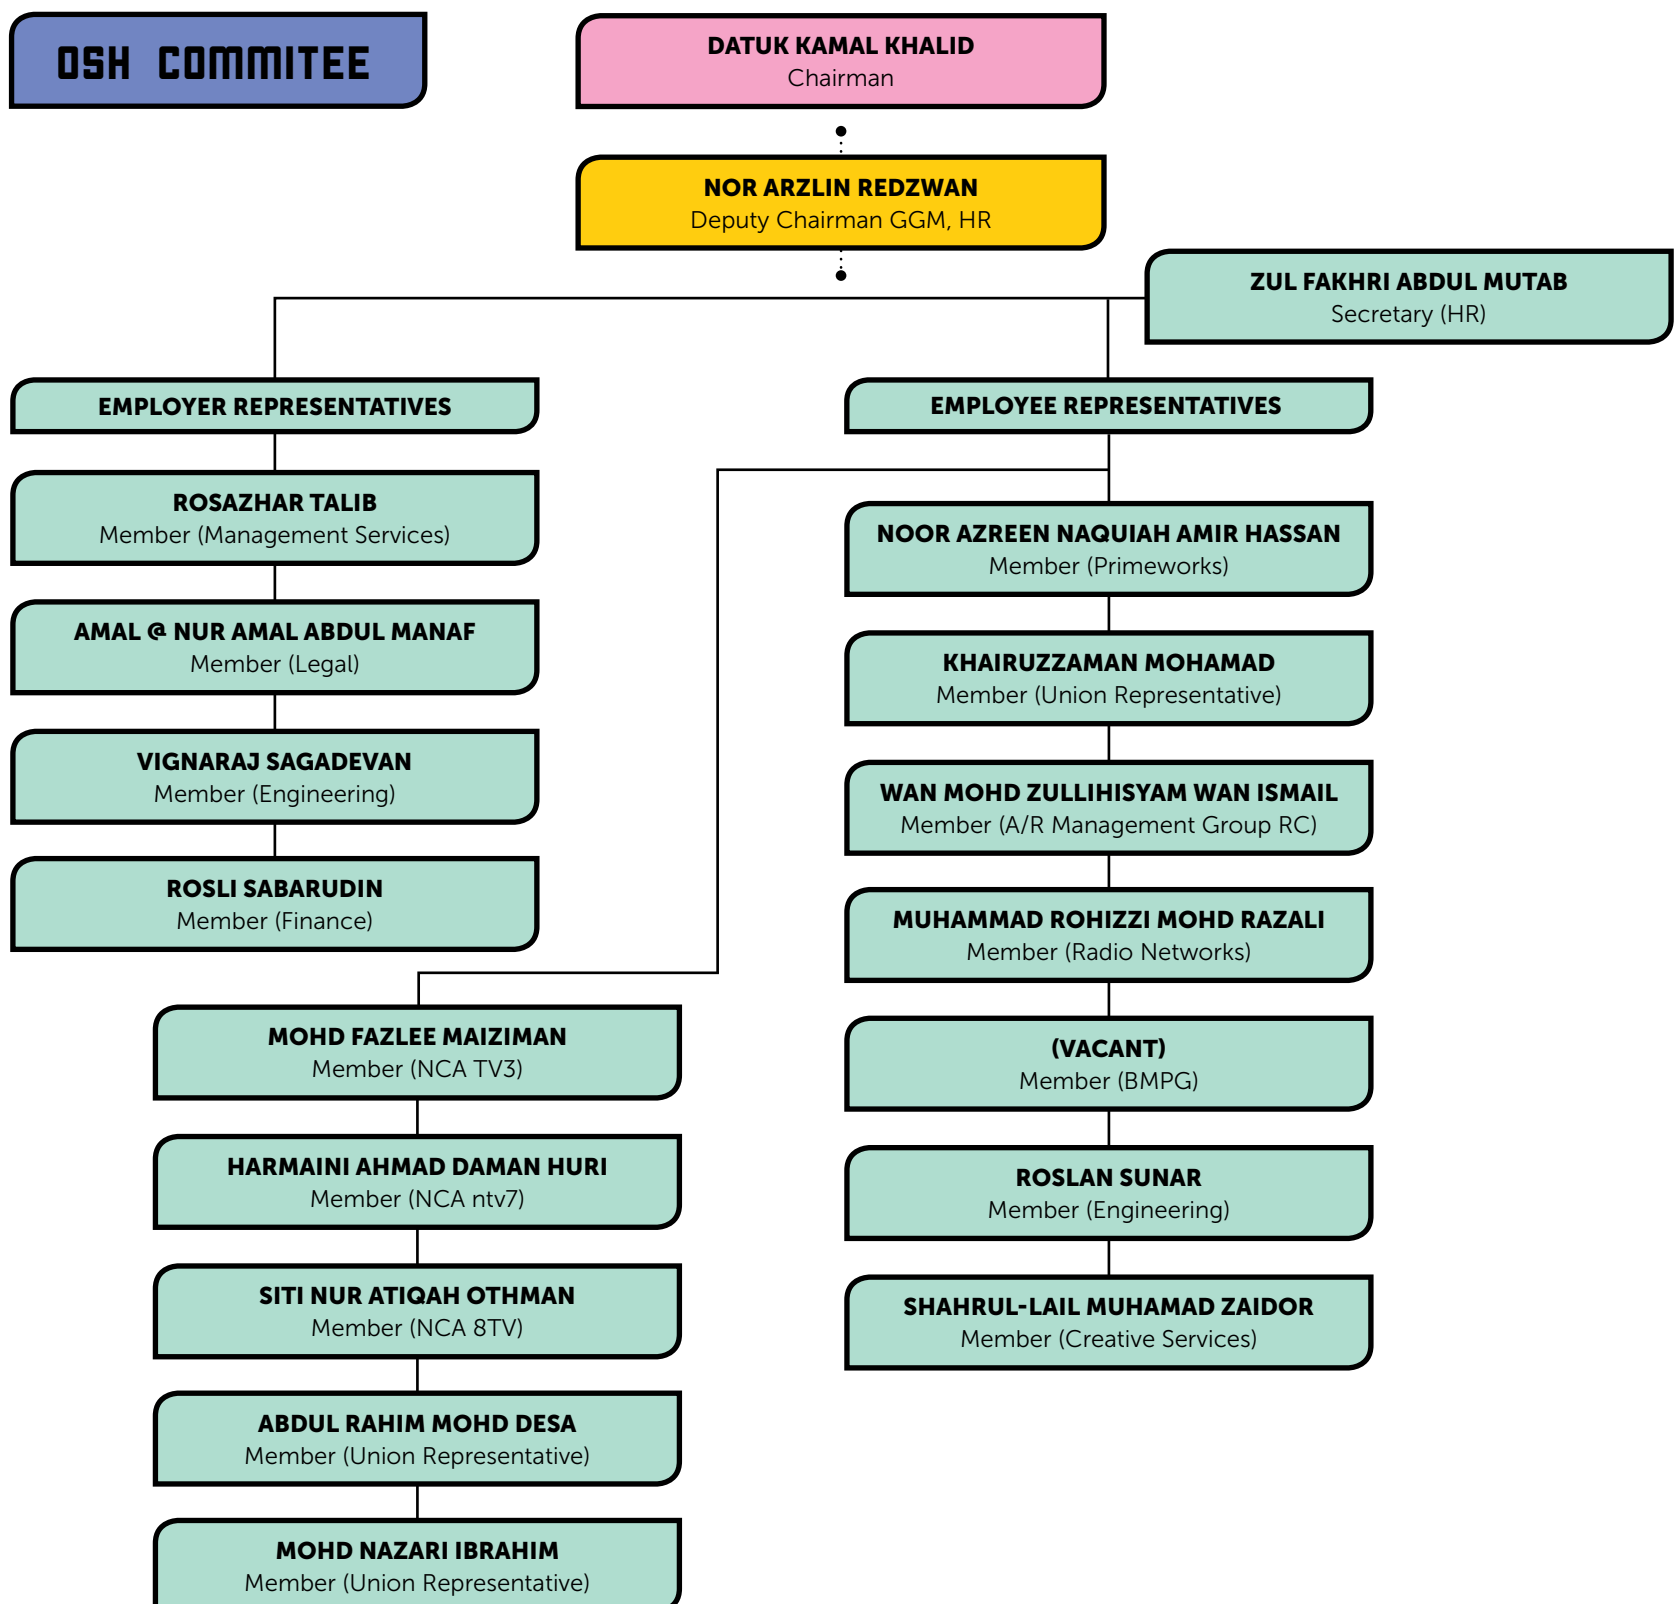 OSH COMMITEE
DATUK KAMAL KHALID
Chairman
NOR ARZLIN REDZWAN
Deputy Chairman GGM, HR
ZUL FAKHRI ABDUL MUTAB
Secretary (HR)
EMPLOYER REPRESENTATIVES
ROSAZHAR TALIB
Member (Management Services)
AMAL @ NUR AMAL ABDUL MANAF
Member (Legal)
VIGNARAJ SAGADEVAN
Member (Engineering)
ROSLI SABARUDIN
Member (Finance)
EMPLOYEE REPRESENTATIVES
NOOR AZREEN NAQUIAH AMIR HASSAN
Member (Primeworks)
KHAIRUZZAMAN MOHAMAD
Member (Union Representative)
WAN MOHD ZULLIHISYAM WAN ISMAIL
Member (A/R Management Group RC)
MUHAMMAD ROHIZZI MOHD RAZALI
Member (Radio Networks)
(VACANT)
Member (BMPG)
ROSLAN SUNAR
Member (Engineering)
SHAHRUL-LAIL MUHAMAD ZAIDOR
Member (Creative Services)
MOHD FAZLEE MAIZIMAN
Member (NCA TV3)
HARMAINI AHMAD DAMAN HURI
Member (NCA ntv7)
SITI NUR ATIQAH OTHMAN
Member (NCA 8TV)
ABDUL RAHIM MOHD DESA
Member (Union Representative)
MOHD NAZARI IBRAHIM
Member (Union Representative)